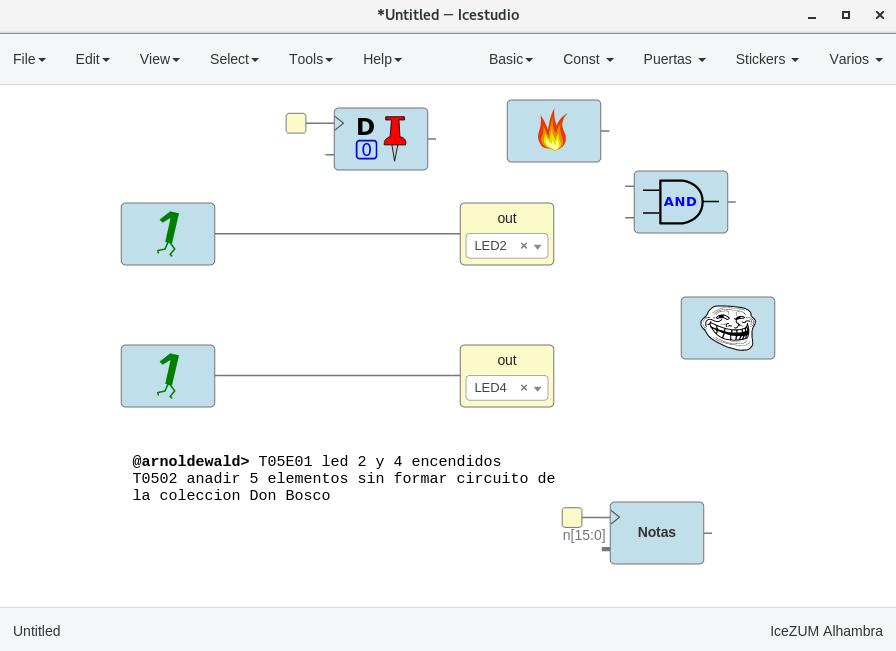 *Untitled — Icestudio
File Edit View Select Tools Help Basic Const Puertas Stickers Varios
D
0
AND
1
out
LED2 ×
1
out
LED4 ×
@arnoldewald> T05E01 led 2 y 4 encendidos
T0502 anadir 5 elementos sin formar circuito de
la coleccion Don Bosco
n[15:0]
Notas
Untitled IceZUM Alhambra